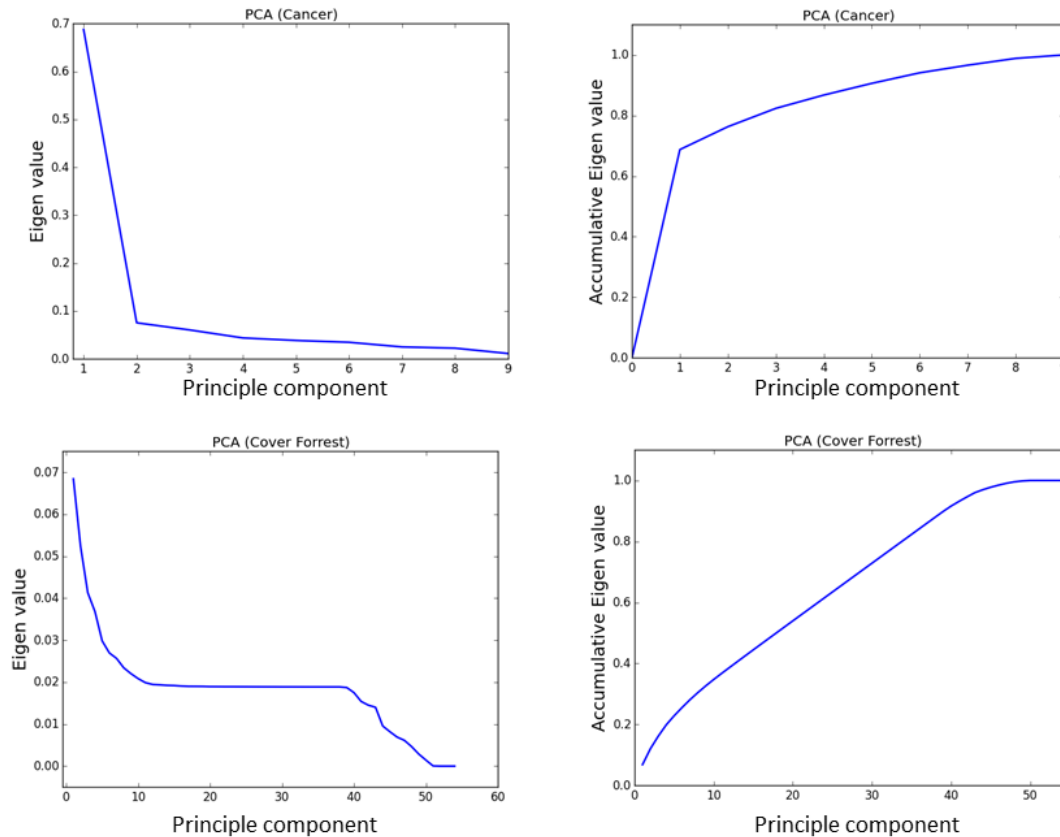 PCA (Cancer)
0.7
0.6
0.5
0.4
0.3
0.2
0.1
0.0
Eigen value
1 2 3 4 5 6 7 8 9
Principle component
PCA (Cancer)
1.0
0.8
0.6
0.4
0.2
0.0
Accumulative Eigen value
0 1 2 3 4 5 6 7 8
Principle component
PCA (Cover Forrest)
0.07
0.06
0.05
0.04
0.03
0.02
0.01
0.00
Eigen value
0 10 20 30 40 50 60
Principle component
PCA (Cover Forrest)
1.0
0.8
0.6
0.4
0.2
0.0
Accumulative Eigen value
0 10 20 30 40 50
Principle component